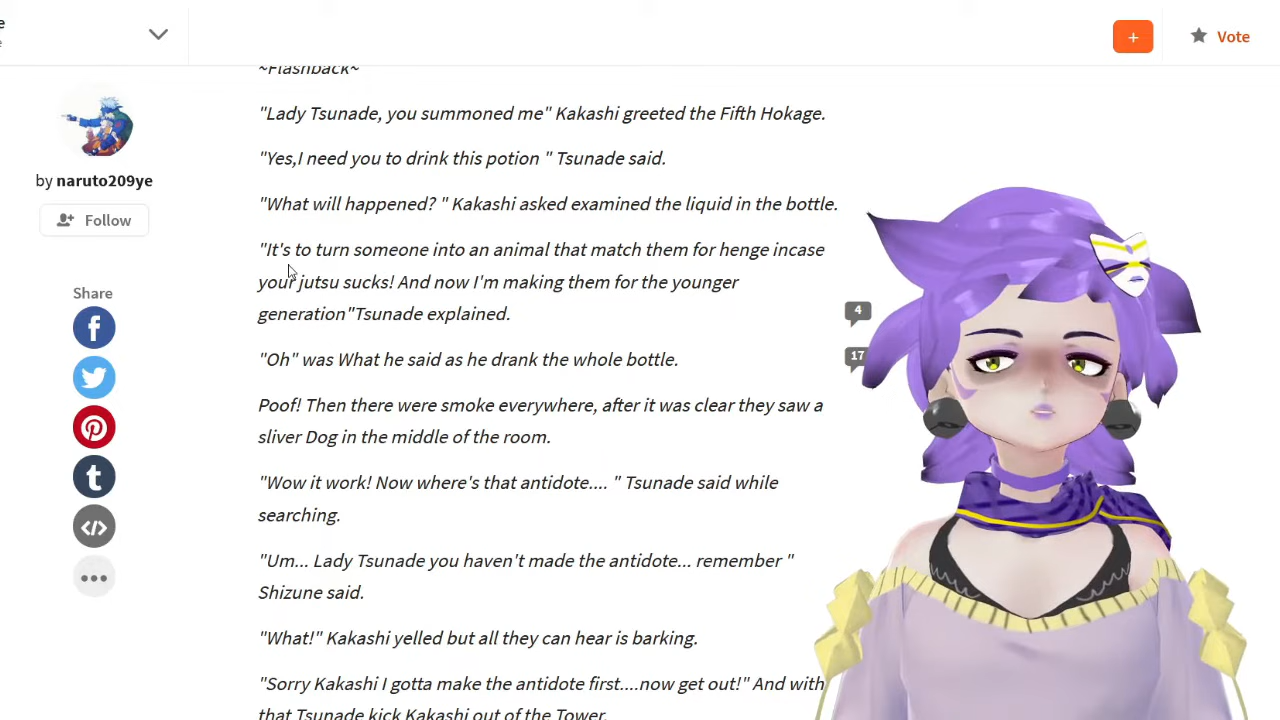 e
e
+
Vote
~Flashback~
"Lady Tsunade, you summoned me" Kakashi greeted the Fifth Hokage.
"Yes,I need you to drink this potion " Tsunade said.
by naruto209ye
"What will happened? " Kakashi asked examined the liquid in the bottle.
Follow
"It's to turn someone into an animal that match them for henge incase
your jutsu sucks! And now I'm making them for the younger
generation"Tsunade explained.
Share
4
"Oh" was What he said as he drank the whole bottle.
17
Poof! Then there were smoke everywhere, after it was clear they saw a
sliver Dog in the middle of the room.
"Wow it work! Now where's that antidote.... " Tsunade said while
searching.
"Um... Lady Tsunade you haven't made the antidote... remember "
Shizune said.
"What!" Kakashi yelled but all they can hear is barking.
"Sorry Kakashi I gotta make the antidote first....now get out!" And with
that Tsunade kick Kakashi out of the Tower.